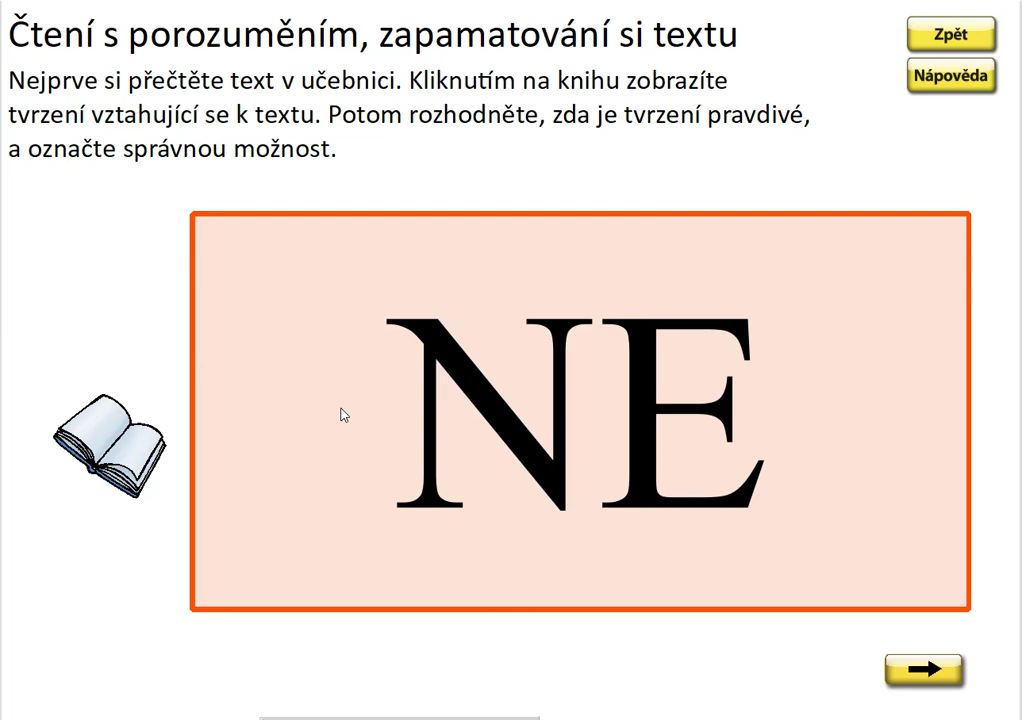 Čtení s porozuměním, zapamatování si textu
Zpět
Nápověda
Nejprve si přečtěte text v učebnici. Kliknutím na knihu zobrazíte
tvrzení vztahující se k textu. Potom rozhodněte, zda je tvrzení pravdivé,
a označte správnou možnost.
NE